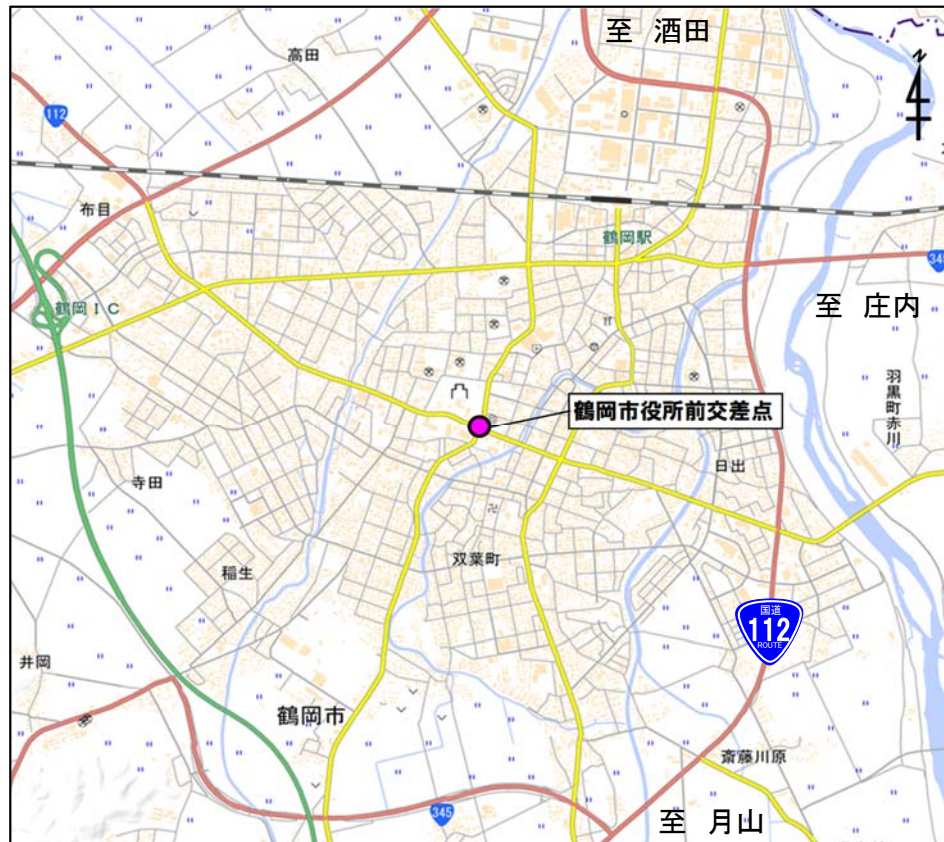 至 酒田
高田
N
112
布目
鶴岡駅
345
鶴岡IC
至 庄内
羽黒町赤川
鶴岡市役所前交差点
日出
寺田
双葉町
稲生
国道
112
ROUTE
井岡
鶴岡市
斎藤川原
345
至 月山